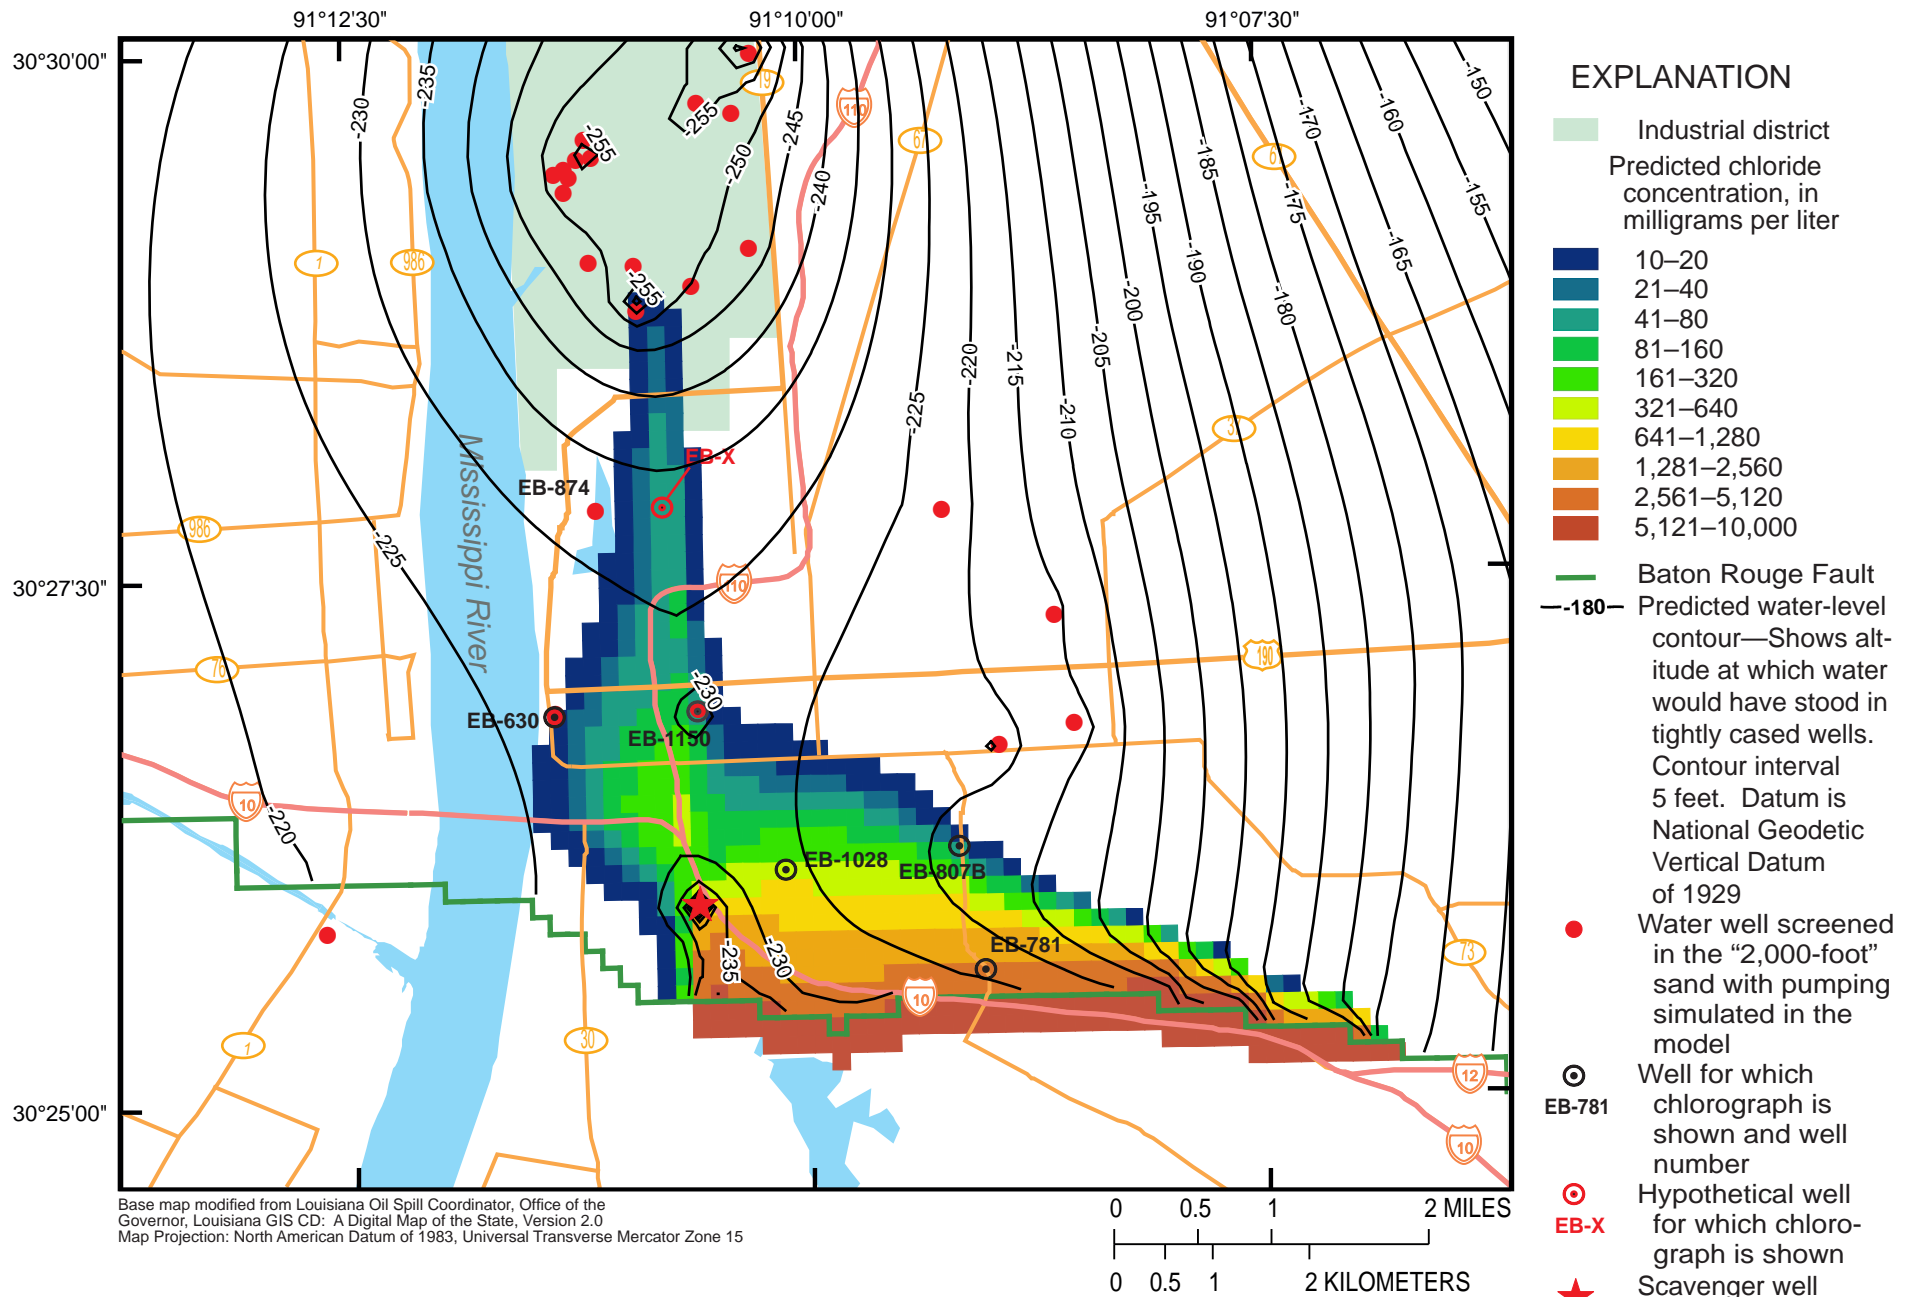 91°12'30"
91°10'00"
91°07'30"
30°30'00"
30°27'30"
30°25'00"
-230
-235
-255
-255
-250
-245
-240
-255
-150
-160
-170
-155
-165
-175
-185
-180
-195
-190
-200
-205
-210
-215
-220
-225
-225
-220
-230
-235
-230
19
110
67
67
1
986
37
986
110
190
76
10
10
73
1
30
12
10
Mississippi River
EB-X
EB-874
EB-630
EB-1150
EB-1028
EB-807B
EB-781
EXPLANATION
Industrial district
Predicted chloride
concentration, in
milligrams per liter
10–20
21–40
41–80
81–160
161–320
321–640
641–1,280
1,281–2,560
2,561–5,120
5,121–10,000
Baton Rouge Fault
-180
Predicted water-level
contour—Shows alt-
itude at which water
would have stood in
tightly cased wells.
Contour interval
5 feet. Datum is
National Geodetic
Vertical Datum
of 1929
Water well screened
in the “2,000-foot”
sand with pumping
simulated in the
model
Well for which
chlorograph is
shown and well
number
EB-781
Hypothetical well
for which chloro-
graph is shown
EB-X
Scavenger well
Base map modified from Louisiana Oil Spill Coordinator, Office of the
Governor, Louisiana GIS CD: A Digital Map of the State, Version 2.0
Map Projection: North American Datum of 1983, Universal Transverse Mercator Zone 15
0 0.5 1 2 MILES
0 0.5 1 2 KILOMETERS